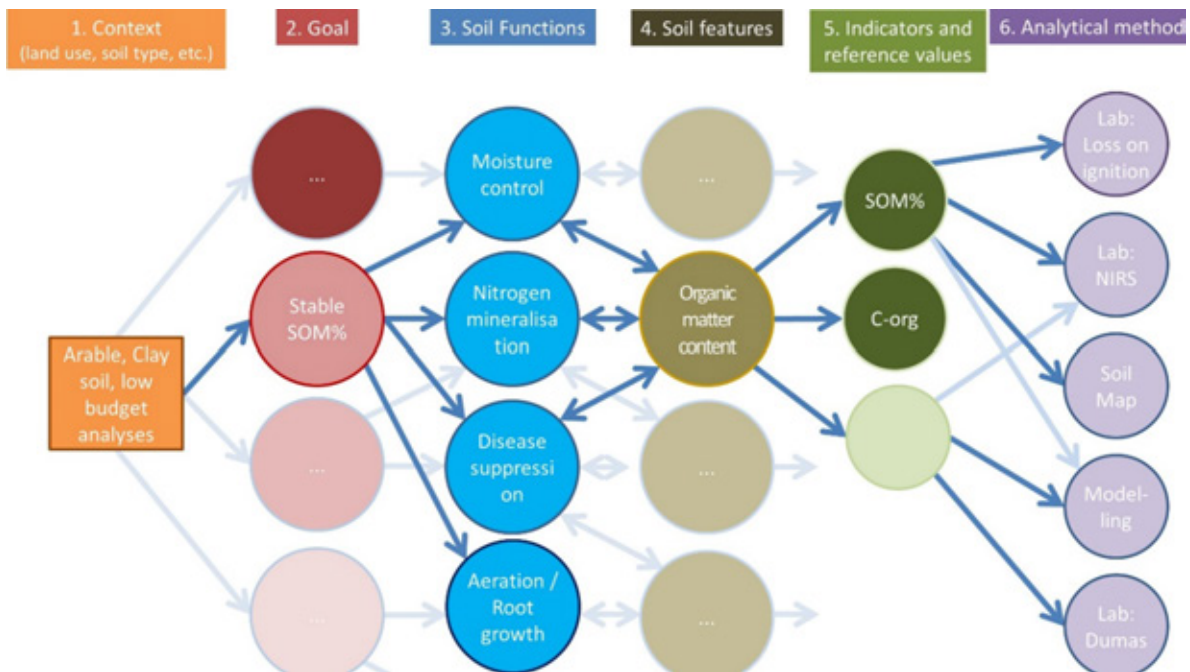 1. Context
(land use, soil type, etc.)
2. Goal
3. Soil Functions
4. Soil features
5. Indicators and
reference values
6. Analytical method
...
Moisture
control
...
SOM%
Lab:
Loss on
ignition
Stable
SOM%
Nitrogen
mineralisa
tion
Organic
matter
content
C-org
Lab:
NIRS
Arable, Clay
soil, low
budget
analyses
Soil
Map
...
Disease
suppressi
on
...
Model-
ling
...
Aeration /
Root
growth
...
Lab:
Dumas